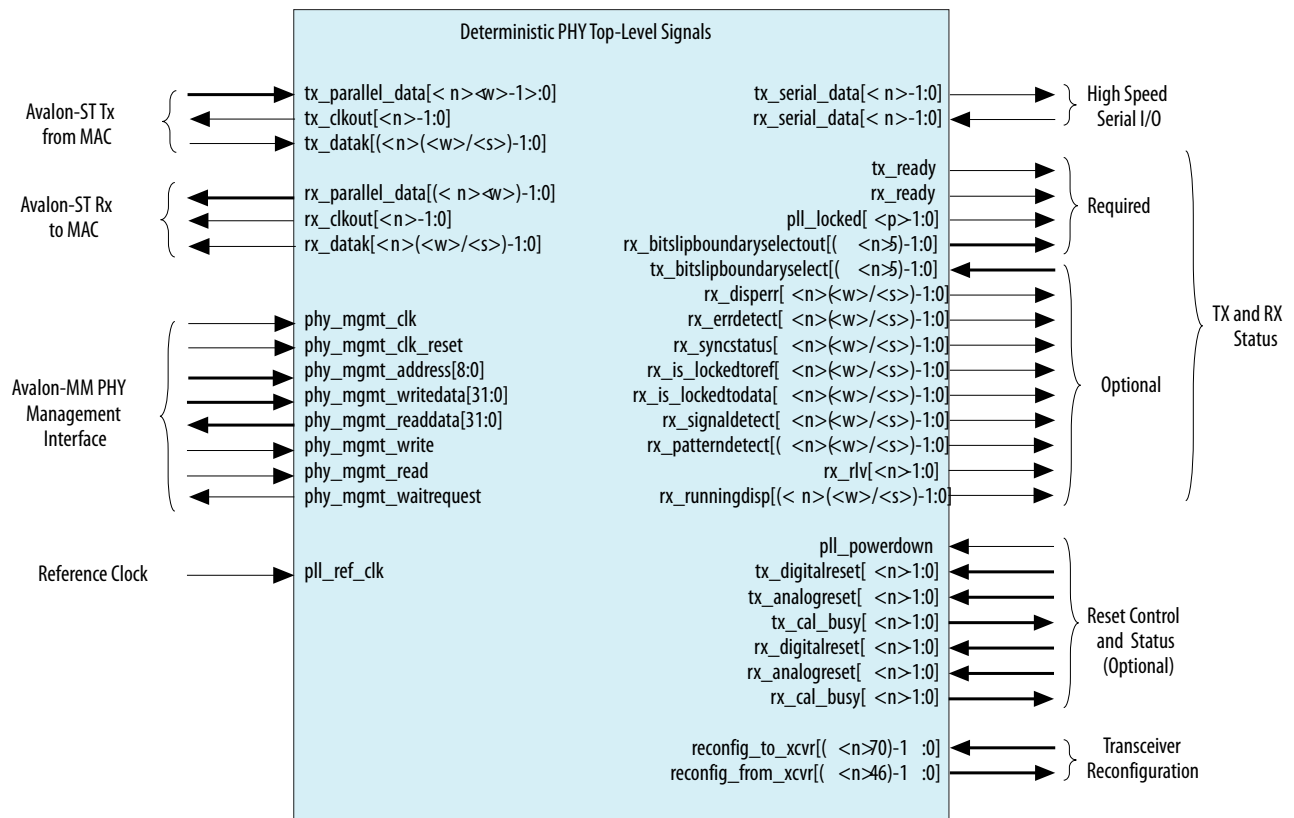 Deterministic PHY Top-Level Signals
Avalon-ST Tx
from MAC
tx_parallel_data[< n><w>-1>:0]
tx_clkout[<n>-1:0]
tx_datak[(<n>(<w>/<s>)-1:0]
Avalon-ST Rx
to MAC
rx_parallel_data[(< n><w>)-1:0]
rx_clkout[<n>-1:0]
rx_datak[<n>(<w>/<s>)-1:0]
Avalon-MM PHY
Management
Interface
phy_mgmt_clk
phy_mgmt_clk_reset
phy_mgmt_address[8:0]
phy_mgmt_writedata[31:0]
phy_mgmt_readdata[31:0]
phy_mgmt_write
phy_mgmt_read
phy_mgmt_waitrequest
Reference Clock
pll_ref_clk
tx_serial_data[< n>-1:0]
rx_serial_data[< n>-1:0]
High Speed
Serial I/O
tx_ready
rx_ready
pll_locked[ <p>1:0]
rx_bitslipboundaryselectout[( <n>5)-1:0]
Required
tx_bitslipboundaryselect[( <n>5)-1:0]
rx_disperr[ <n>(<w>/<s>)-1:0]
rx_errdetect[ <n>(<w>/<s>)-1:0]
rx_syncstatus[ <n>(<w>/<s>)-1:0]
rx_is_lockedtoref[ <n>(<w>/<s>)-1:0]
rx_is_lockedtodata[ <n>(<w>/<s>)-1:0]
rx_signaldetect[ <n>(<w>/<s>)-1:0]
rx_patterndetect[( <n>(<w>/<s>)-1:0]
rx_rlv[<n>1:0]
rx_runningdisp[(< n>(<w>/<s>)-1:0]
Optional
TX and RX
Status
pll_powerdown
tx_digitalreset[ <n>1:0]
tx_analogreset[ <n>1:0]
tx_cal_busy[ <n>1:0]
rx_digitalreset[ <n>1:0]
rx_analogreset[ <n>1:0]
rx_cal_busy[ <n>1:0]
Reset Control
and Status
(Optional)
reconfig_to_xcvr[( <n>70)-1 :0]
reconfig_from_xcvr[( <n>46)-1 :0]
Transceiver
Reconfiguration